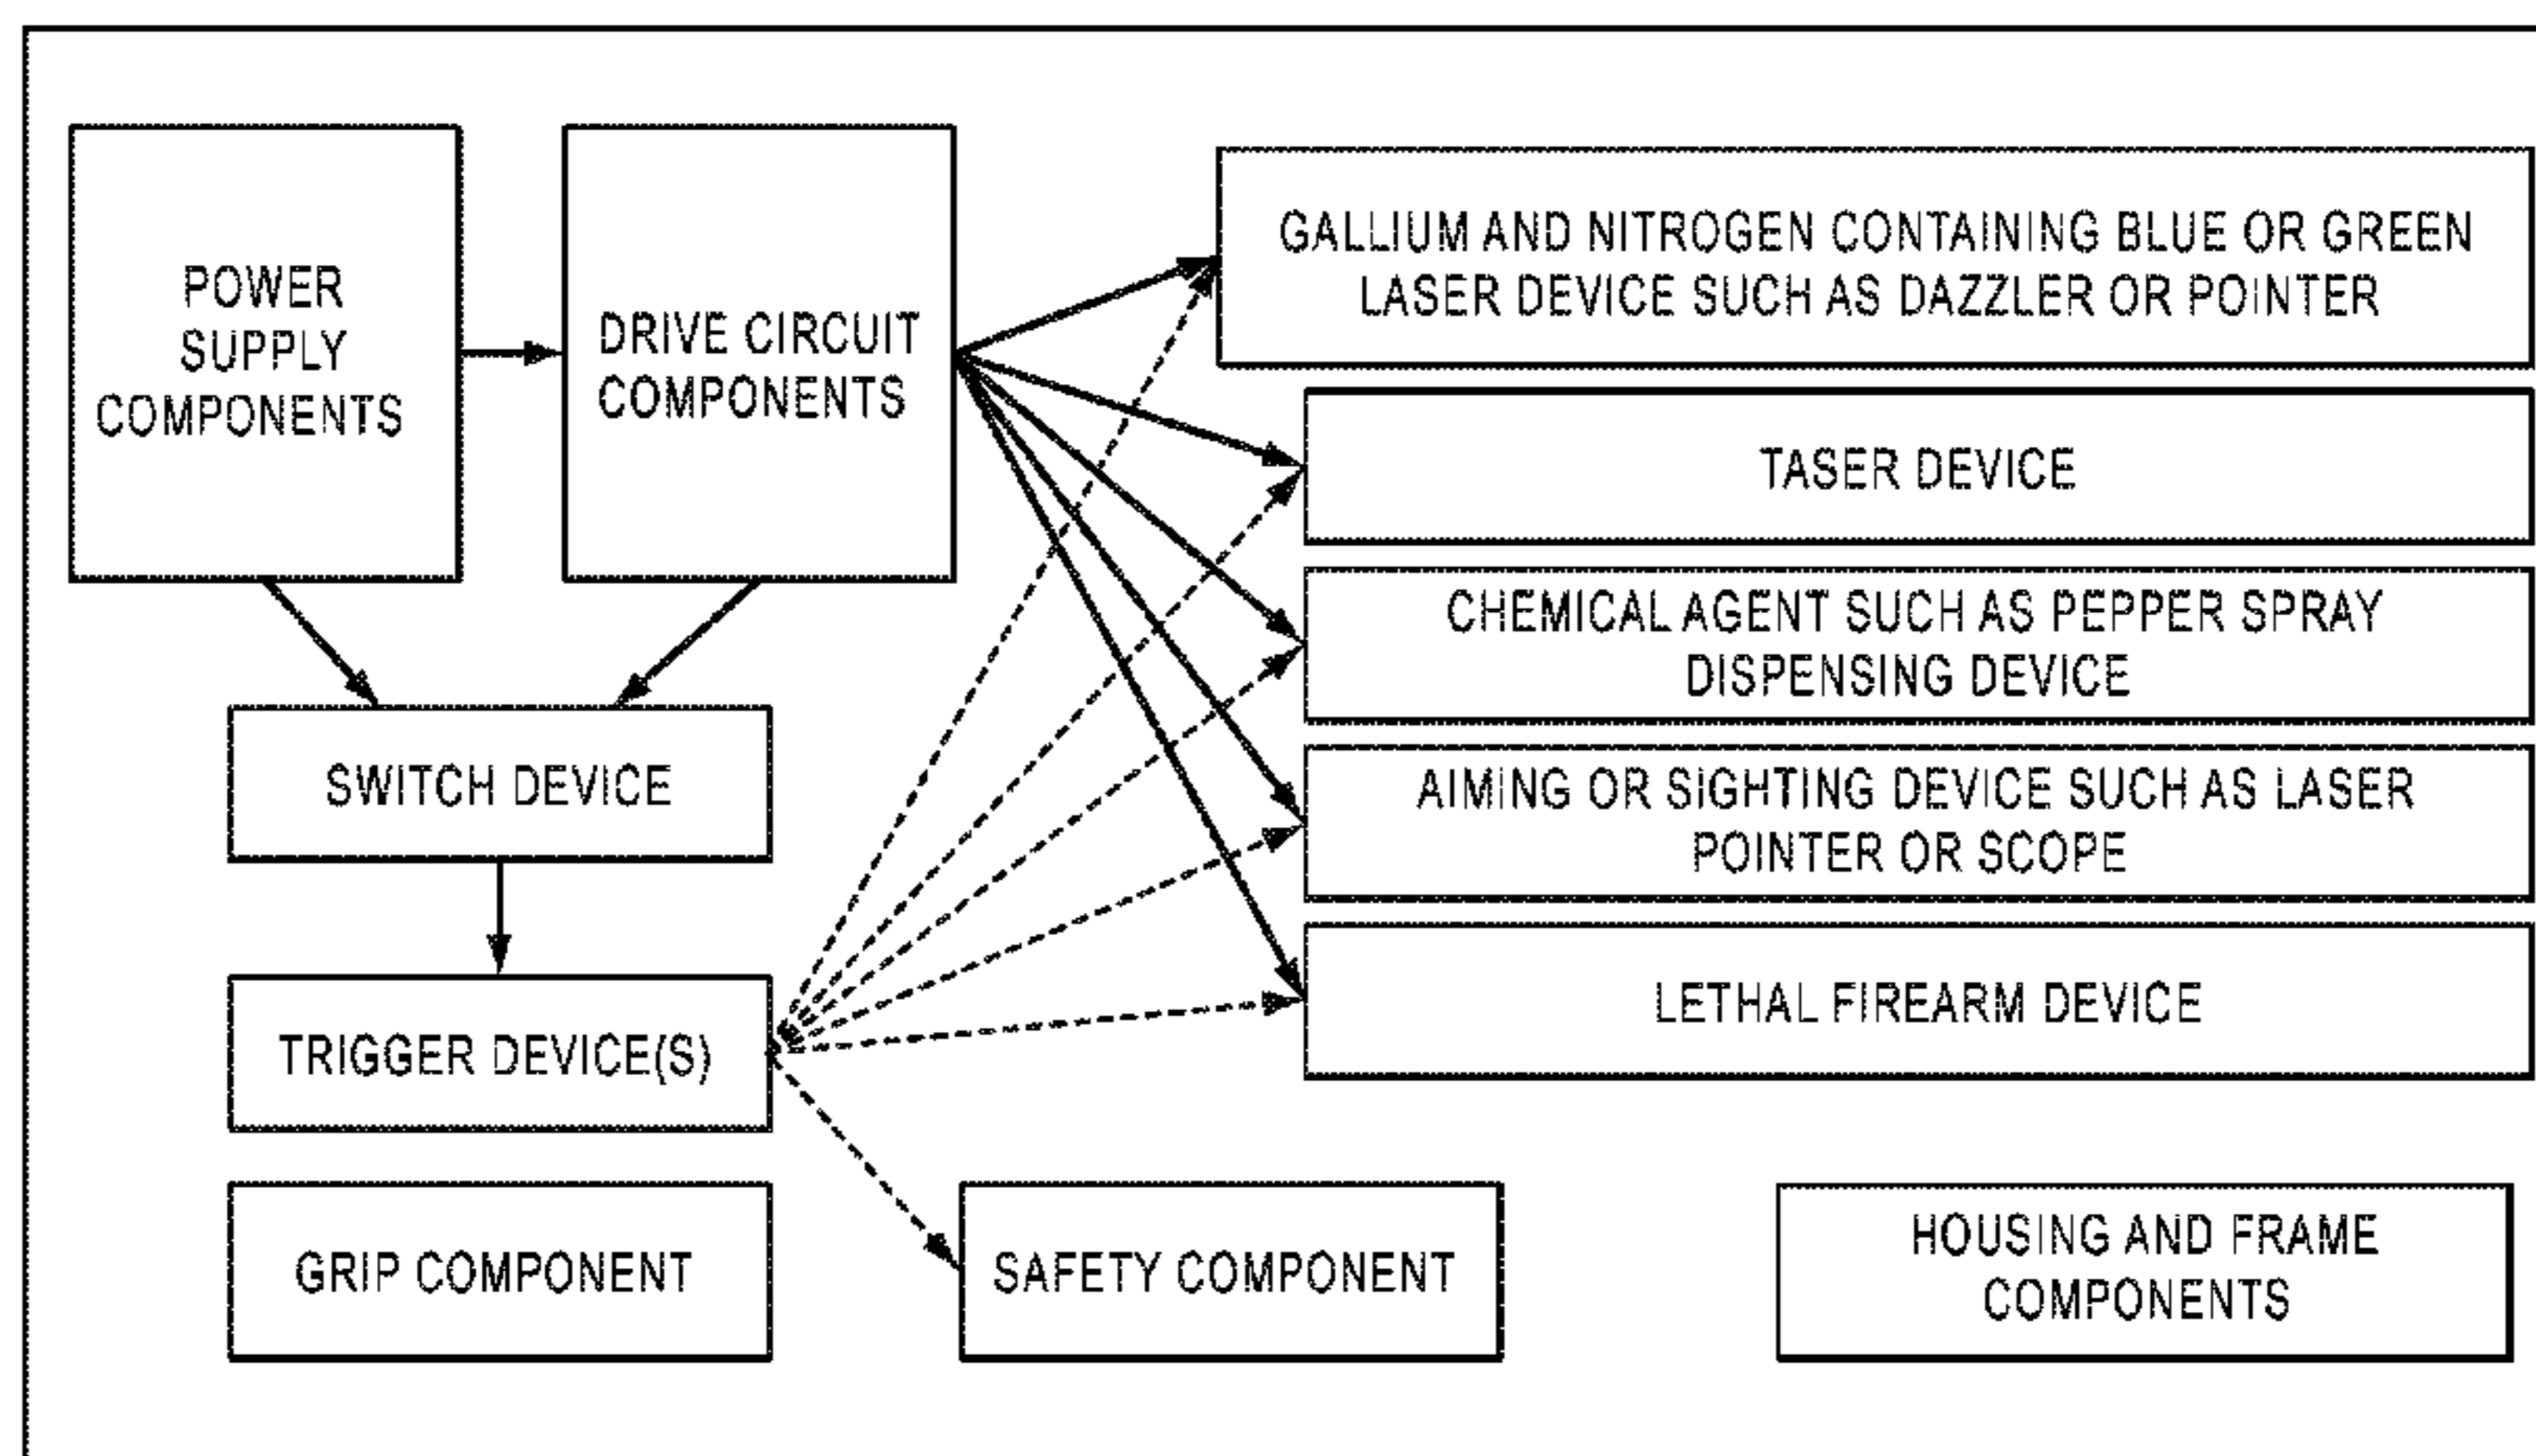 POWER
SUPPLY
COMPONENTS
DRIVE CIRCUIT
COMPONENTS
GALLIUM AND NITROGEN CONTAINING BLUE OR GREEN
LASER DEVICE SUCH AS DAZZLER OR POINTER
TASER DEVICE
CHEMICAL AGENT SUCH AS PEPPER SPRAY
DISPENSING DEVICE
SWITCH DEVICE
AIMING OR SIGHTING DEVICE SUCH AS LASER
POINTER OR SCOPE
LETHAL FIREARM DEVICE
TRIGGER DEVICE(S)
GRIP COMPONENT
SAFETY COMPONENT
HOUSING AND FRAME
COMPONENTS